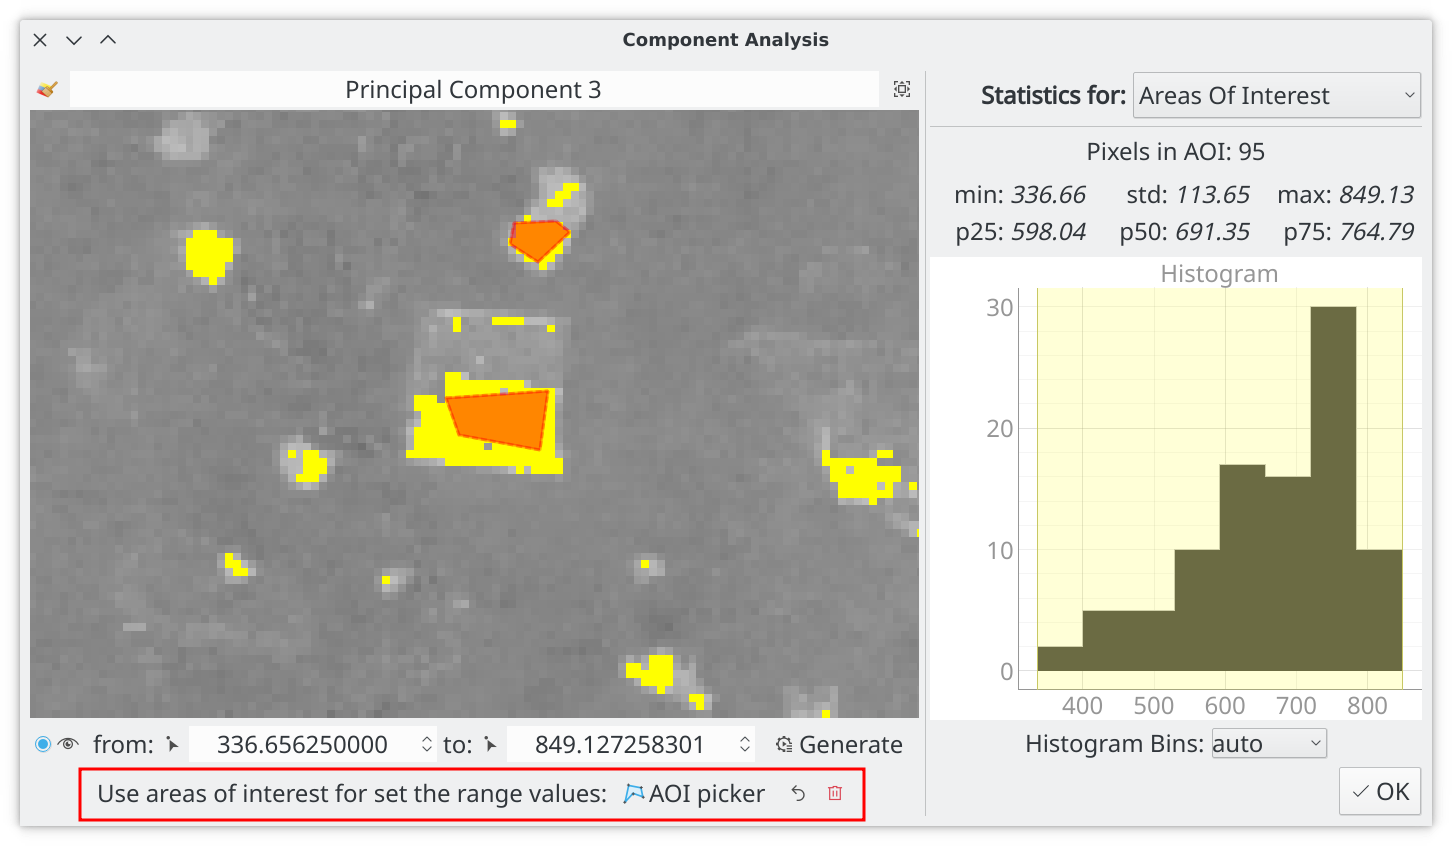 Component Analysis
Principal Component 3
Statistics for: Areas Of Interest
Pixels in AOI: 95
min: 336.66 std: 113.65 max: 849.13
p25: 598.04 p50: 691.35 p75: 764.79
Histogram
30
20
10
0
400 500 600 700 800
Histogram Bins: auto
from: 336.656250000 to: 849.127258301 Generate
Use areas of interest for set the range values: AOI picker
OK